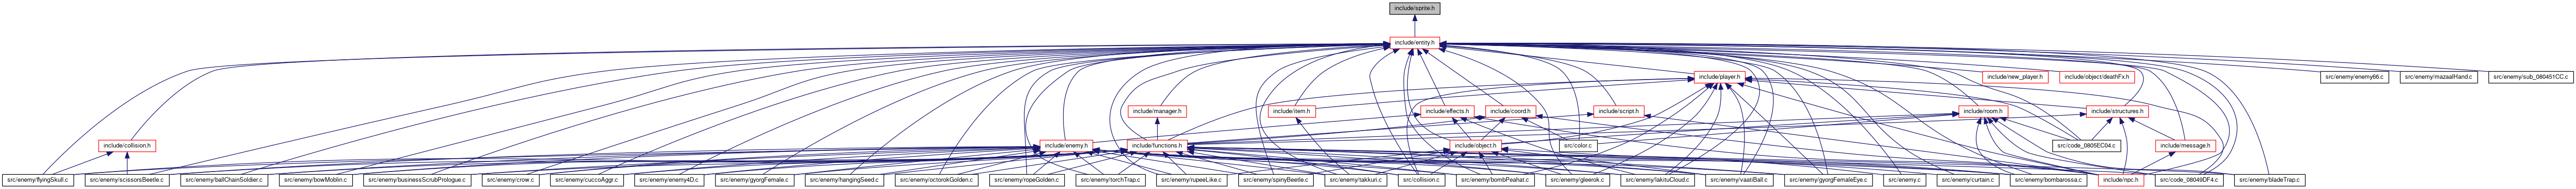 include/sprite.h
include/entity.h
include/player.h
include/new_player.h
include/object/deathFx.h
src/enemy/enemy66.c
src/enemy/mazaalHand.c
src/enemy/sub_080451CC.c
include/manager.h
include/item.h
include/effects.h
include/coord.h
include/script.h
include/room.h
include/structures.h
include/collision.h
include/enemy.h
include/functions.h
include/object.h
src/color.c
src/code_0805EC04.c
include/message.h
src/enemy/flyingSkull.c
src/enemy/scissorsBeetle.c
src/enemy/ballChainSoldier.c
src/enemy/bowMoblin.c
src/enemy/businessScrubPrologue.c
src/enemy/crow.c
src/enemy/cuccoAggr.c
src/enemy/enemy4D.c
src/enemy/gyorgFemale.c
src/enemy/hangingSeed.c
src/enemy/octorokGolden.c
src/enemy/ropeGolden.c
src/enemy/torchTrap.c
src/enemy/rupeeLike.c
src/enemy/spinyBeetle.c
src/enemy/takkuri.c
src/collision.c
src/enemy/bombPeahat.c
src/enemy/gleerok.c
src/enemy/lakituCloud.c
src/enemy/vaatiBall.c
src/enemy/gyorgFemaleEye.c
src/enemy.c
src/enemy/curtain.c
src/enemy/bombarossa.c
include/npc.h
src/code_08049DF4.c
src/enemy/bladeTrap.c